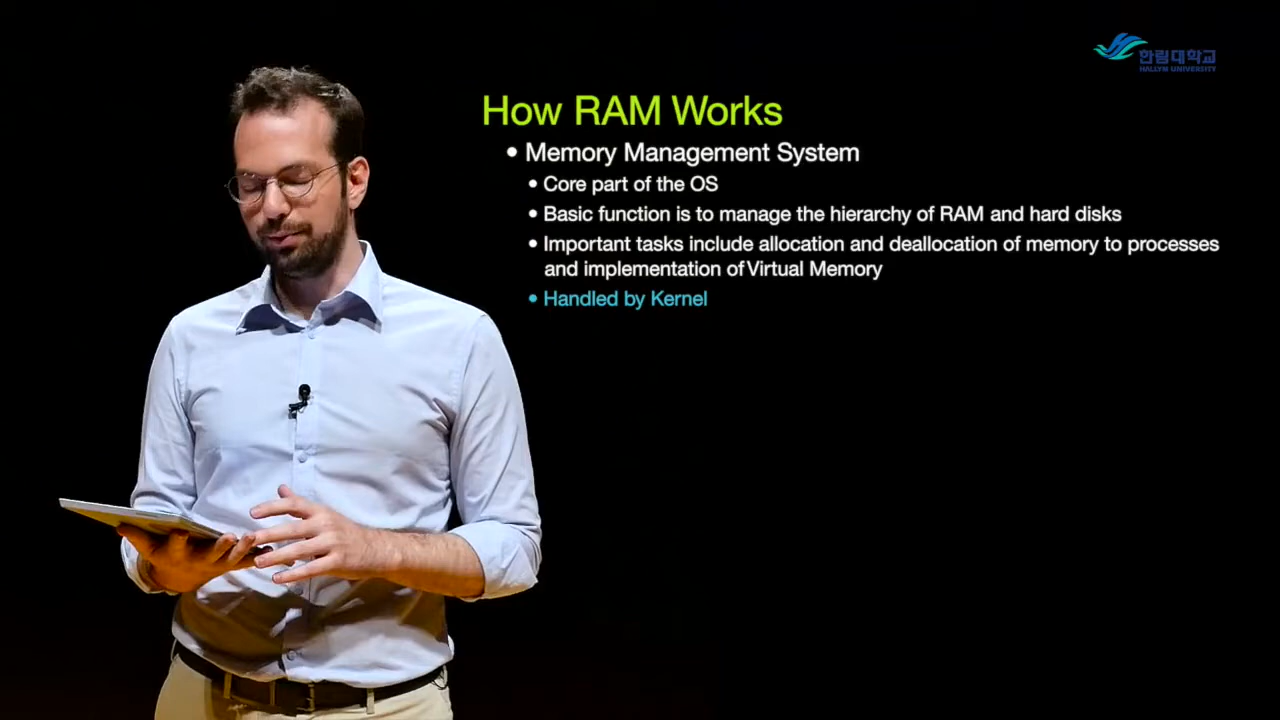 한림대학교
HALLYM UNIVERSITY
How RAM Works
• Memory Management System
• Core part of the OS
• Basic function is to manage the hierarchy of RAM and hard disks
• Important tasks include allocation and deallocation of memory to processes
and implementation of Virtual Memory
• Handled by Kernel